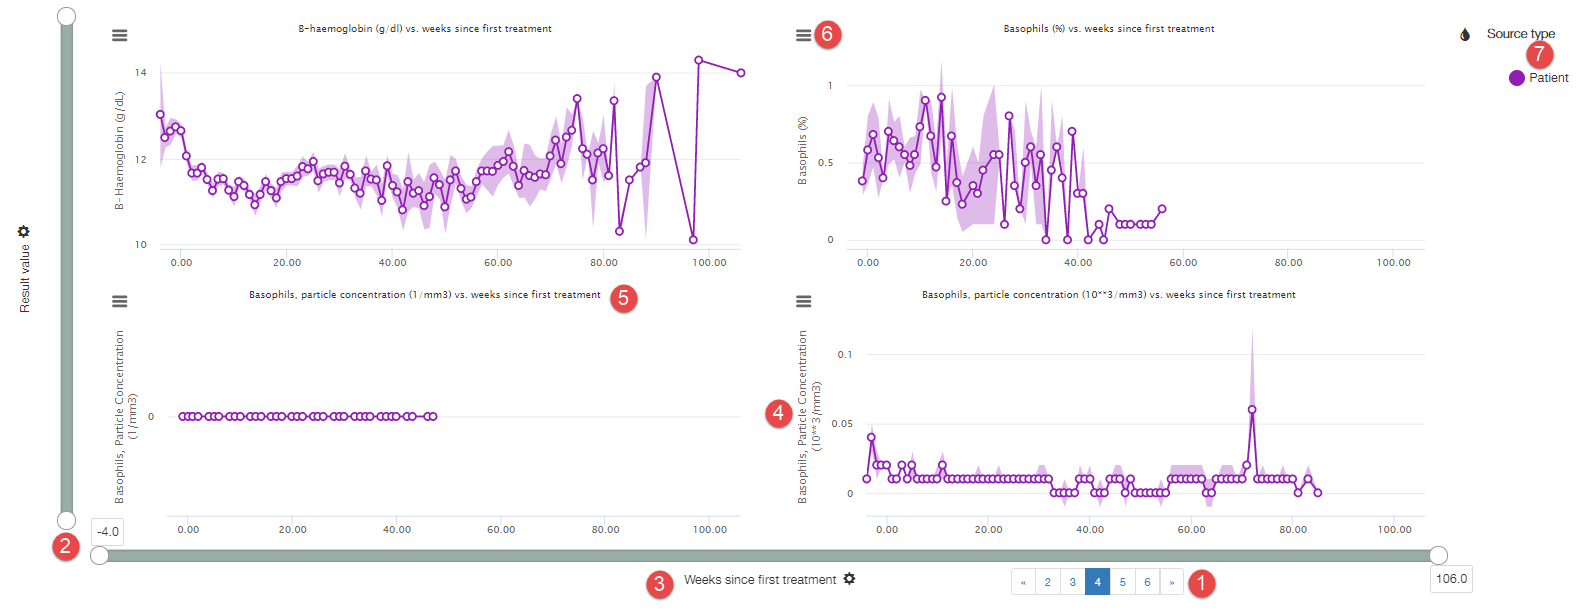 B-haemoglobin (g/dl) vs. weeks since first treatment
14
12
10
B-Haemoglobin (g/dL)
0.00 20.00 40.00 60.00 80.00 100.00
6
Basophils (%) vs. weeks since first treatment
1
0.5
0
Basophils (%)
0.00 20.00 40.00 60.00 80.00 100.00
Source type
7
Patient
Result value
Basophils, particle concentration (1/mm3) vs. weeks since first treatment
5
0
Basophils, Particle Concentration
(1/mm3)
0.00 20.00 40.00 60.00 80.00 100.00
Basophils, particle concentration (10**3/mm3) vs. weeks since first treatment
0.1
0.05
0
4
Basophils, Particle Concentration
(10**3/mm3)
0.00 20.00 40.00 60.00 80.00 100.00
-4.0
2
106.0
3
Weeks since first treatment
« 2 3 4 5 6 »
1